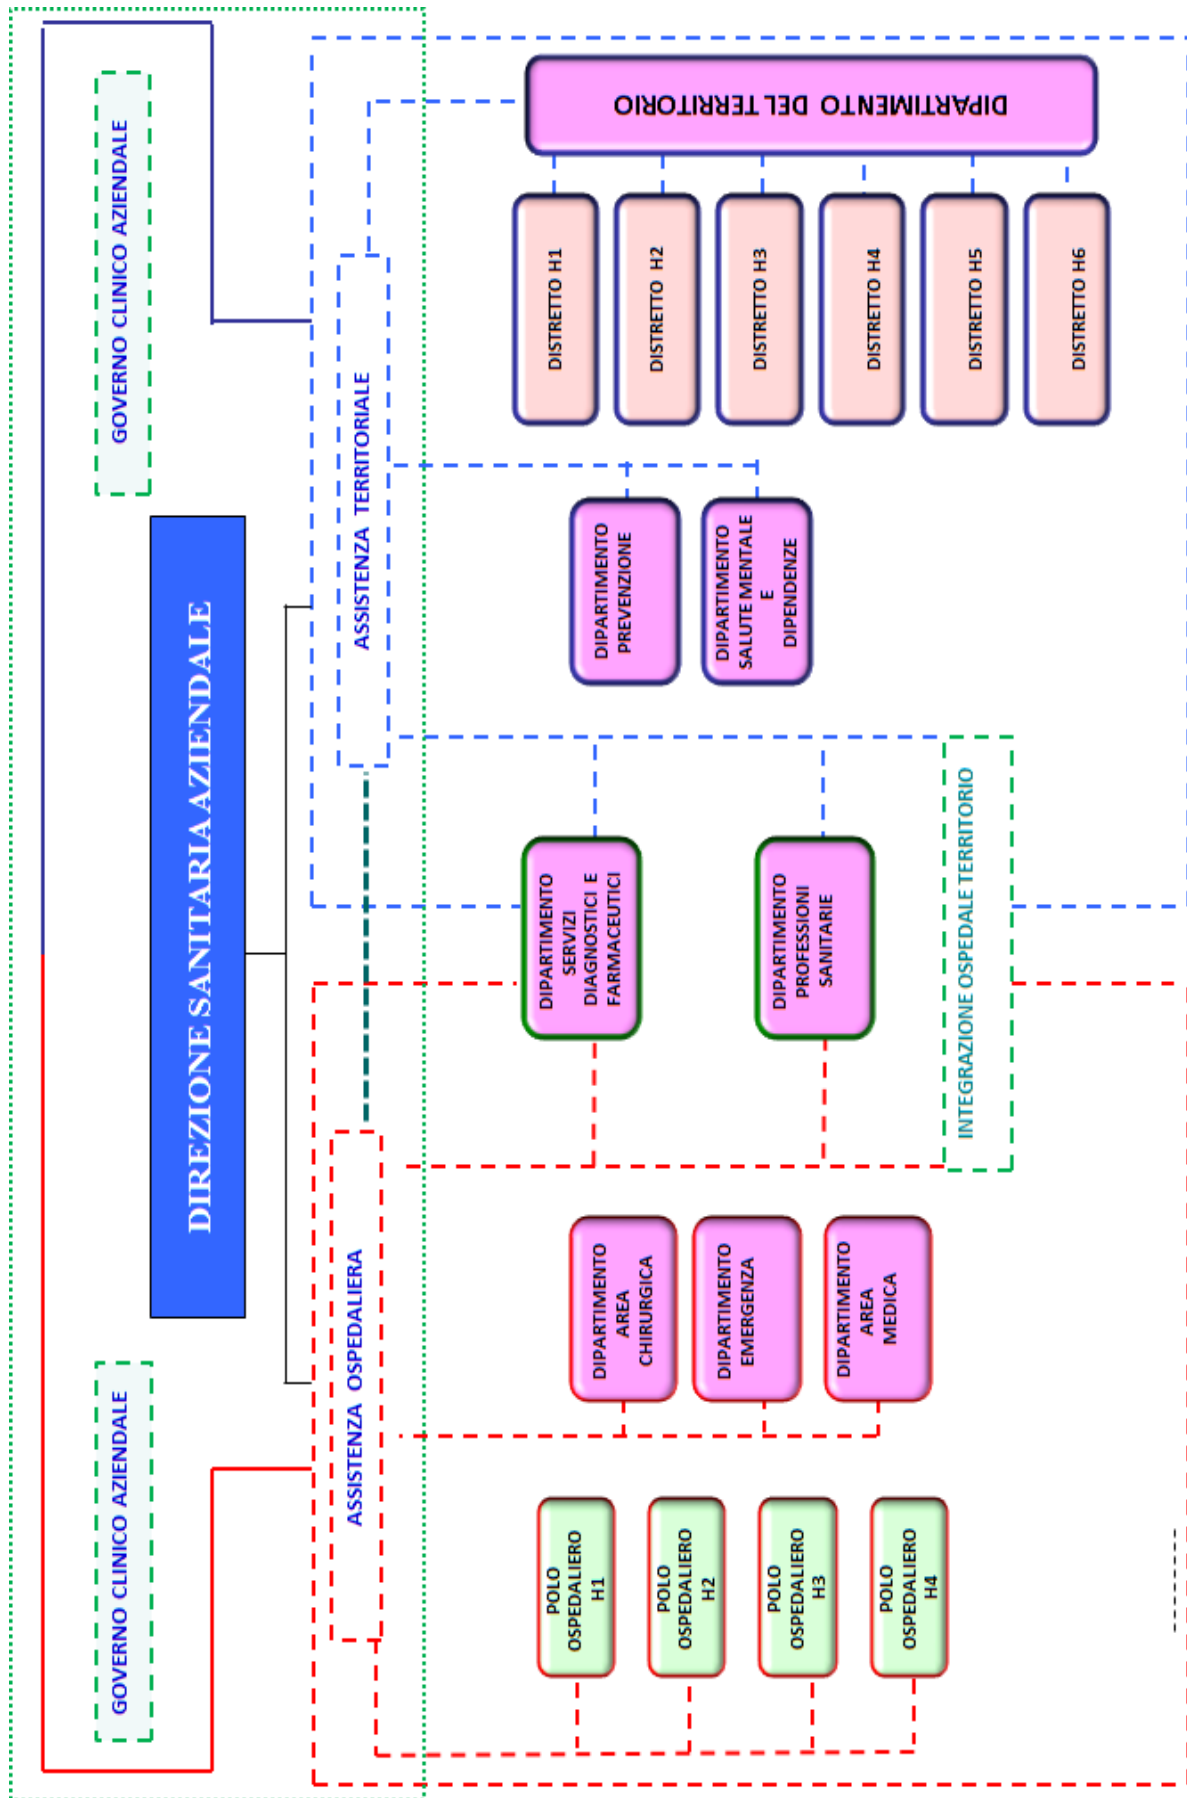 GOVERNO CLINICO AZIENDALE
GOVERNO CLINICO AZIENDALE
DIREZIONE SANITARIA AZIENDALE
ASSISTENZA OSPEDALIERA
ASSISTENZA TERRITORIALE
POLO
OSPEDALIERO
H1
POLO
OSPEDALIERO
H2
POLO
OSPEDALIERO
H3
POLO
OSPEDALIERO
H4
DIPARTIMENTO
AREA
CHIRURGICA
DIPARTIMENTO
EMERGENZA
DIPARTIMENTO
AREA
MEDICA
DIPARTIMENTO
SERVIZI
DIAGNOSTICI E
FARMACEUTICI
DIPARTIMENTO
PROFESSIONI
SANITARIE
INTEGRAZIONE OSPEDALE TERRITORIO
DIPARTIMENTO
PREVENZIONE
DIPARTIMENTO
SALUTE MENTALE
E
DIPENDENZE
DISTRETTO H1
DISTRETTO H2
DISTRETTO H3
DISTRETTO H4
DISTRETTO H5
DISTRETTO H6
DIPARTIMENTO DEL TERRITORIO